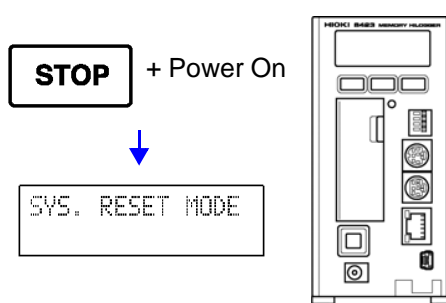 STOP + Power On
SYS. RESET MODE
HIOKI 8423 MEMORY HiLOGGER